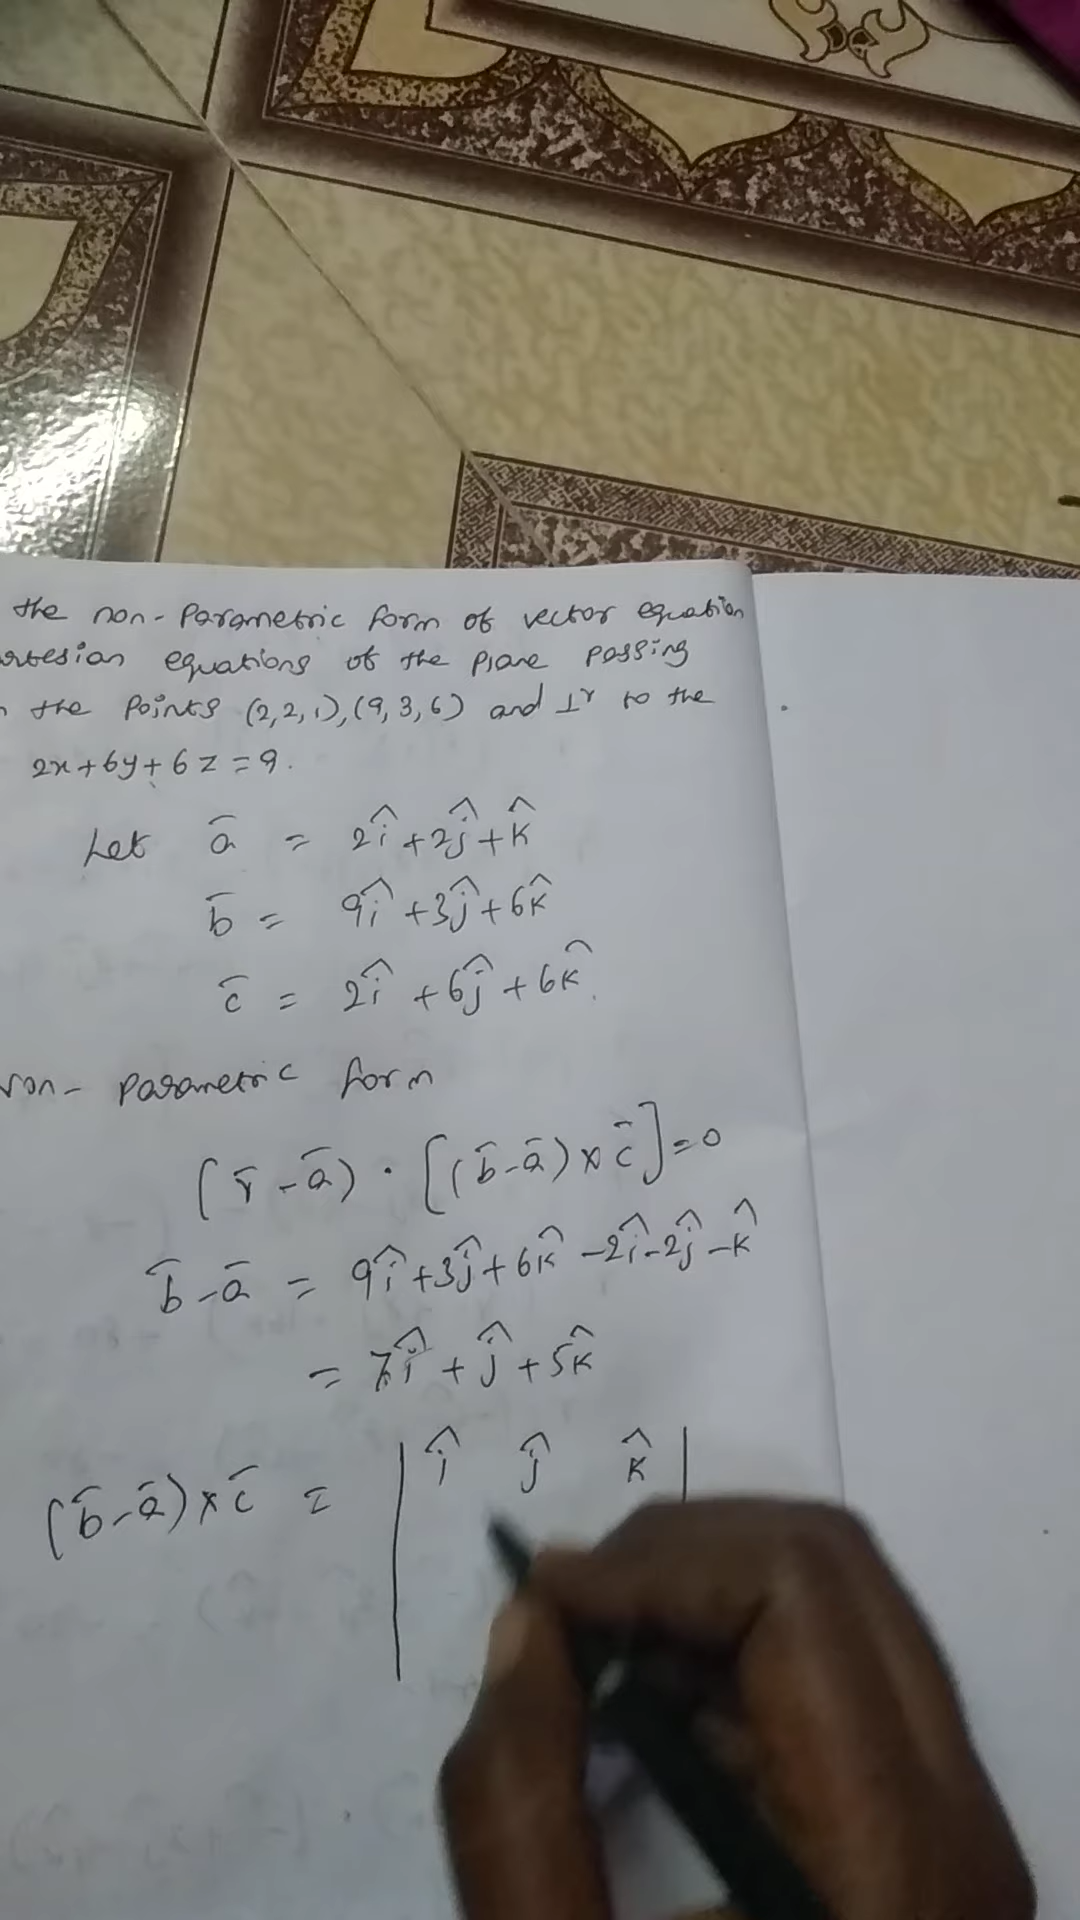 the non-parametric form of vector equation
equations of the plane passing
the points (2,2,1),(9,3,6) and ⊥r to the
2x+6y+6z=9.
Let a̅ = 2î+2ĵ+k̂
b̅ = 9î+3ĵ+6k̂
c̅ = 2î+6ĵ+6k̂.
parametric form
(r̅-a̅)·[(b̅-a̅)×c̅]=0
b̅-a̅ = 9î+3ĵ+6k̂-2î-2ĵ-k̂
= 7î+ĵ+5k̂
(b̅-a̅)×c̅ = | î ĵ k̂ |